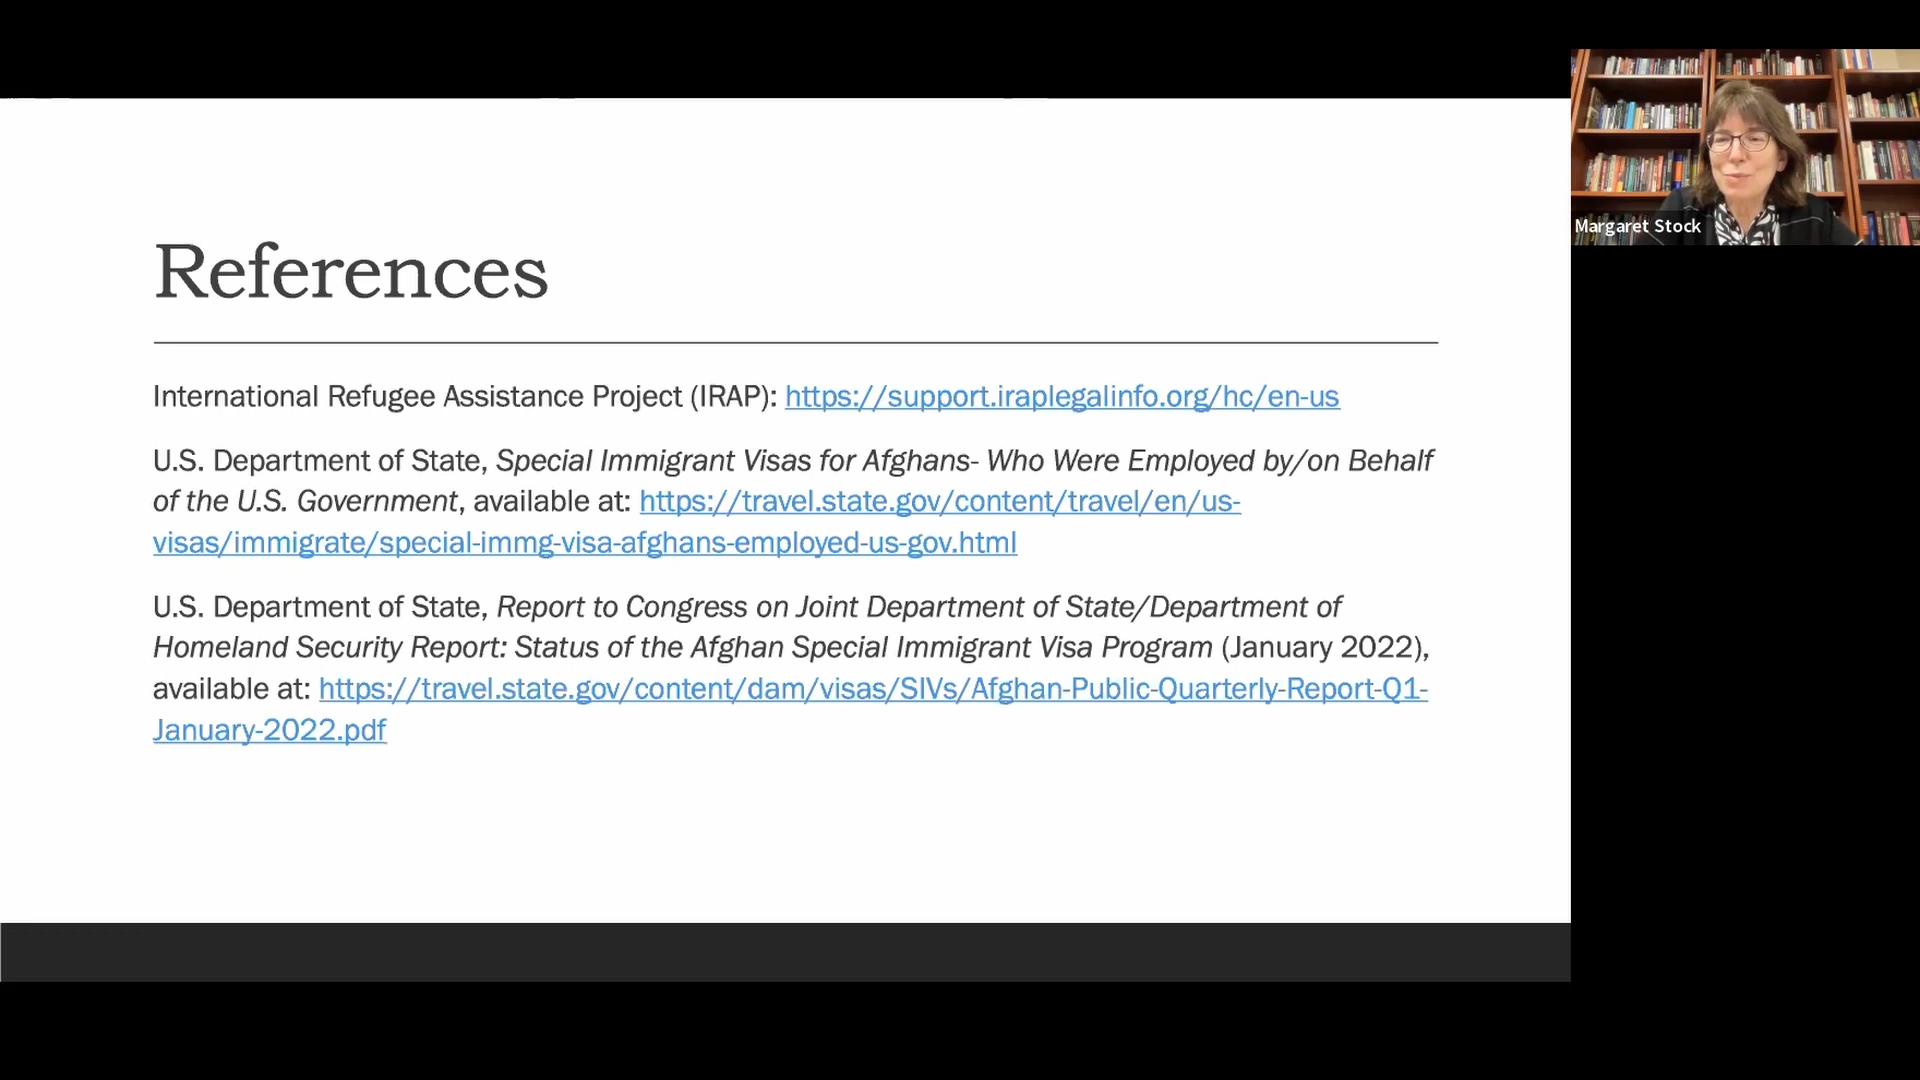 References
International Refugee Assistance Project (IRAP): https://support.iraplegalinfo.org/hc/en-us
U.S. Department of State, Special Immigrant Visas for Afghans- Who Were Employed by/on Behalf
of the U.S. Government, available at: https://travel.state.gov/content/travel/en/us-
visas/immigrate/special-immg-visa-afghans-employed-us-gov.html
U.S. Department of State, Report to Congress on Joint Department of State/Department of
Homeland Security Report: Status of the Afghan Special Immigrant Visa Program (January 2022),
available at: https://travel.state.gov/content/dam/visas/SIVs/Afghan-Public-Quarterly-Report-Q1-
January-2022.pdf
Margaret Stock